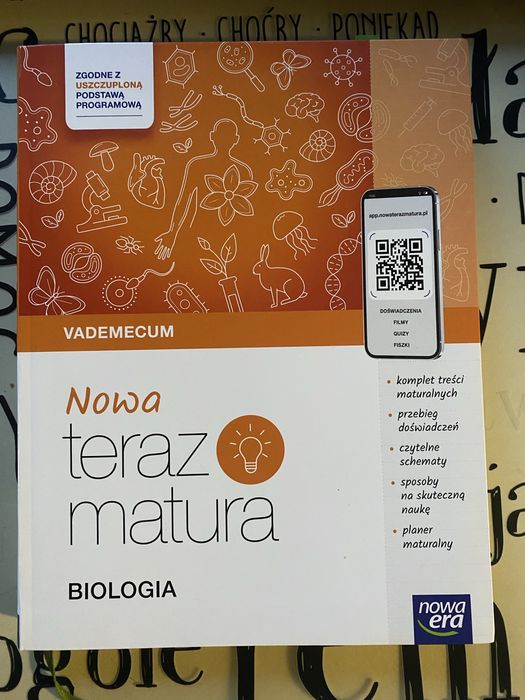 CHOCIAŻBY · CHOĆBY · PONIEKĄD
ZGODNE Z
USZCZUPLONĄ
PODSTAWĄ
PROGRAMOWĄ
app.nowaterazmatura.pl
DOŚWIADCZENIA
FILMY
QUIZY
FISZKI
VADEMECUM
Nowa
teraz
matura
BIOLOGIA
• komplet treści
maturalnych
• przebieg
doświadczeń
• czytelne
schematy
• sposoby
na skuteczną
naukę
• planer
maturalny
nowa
era